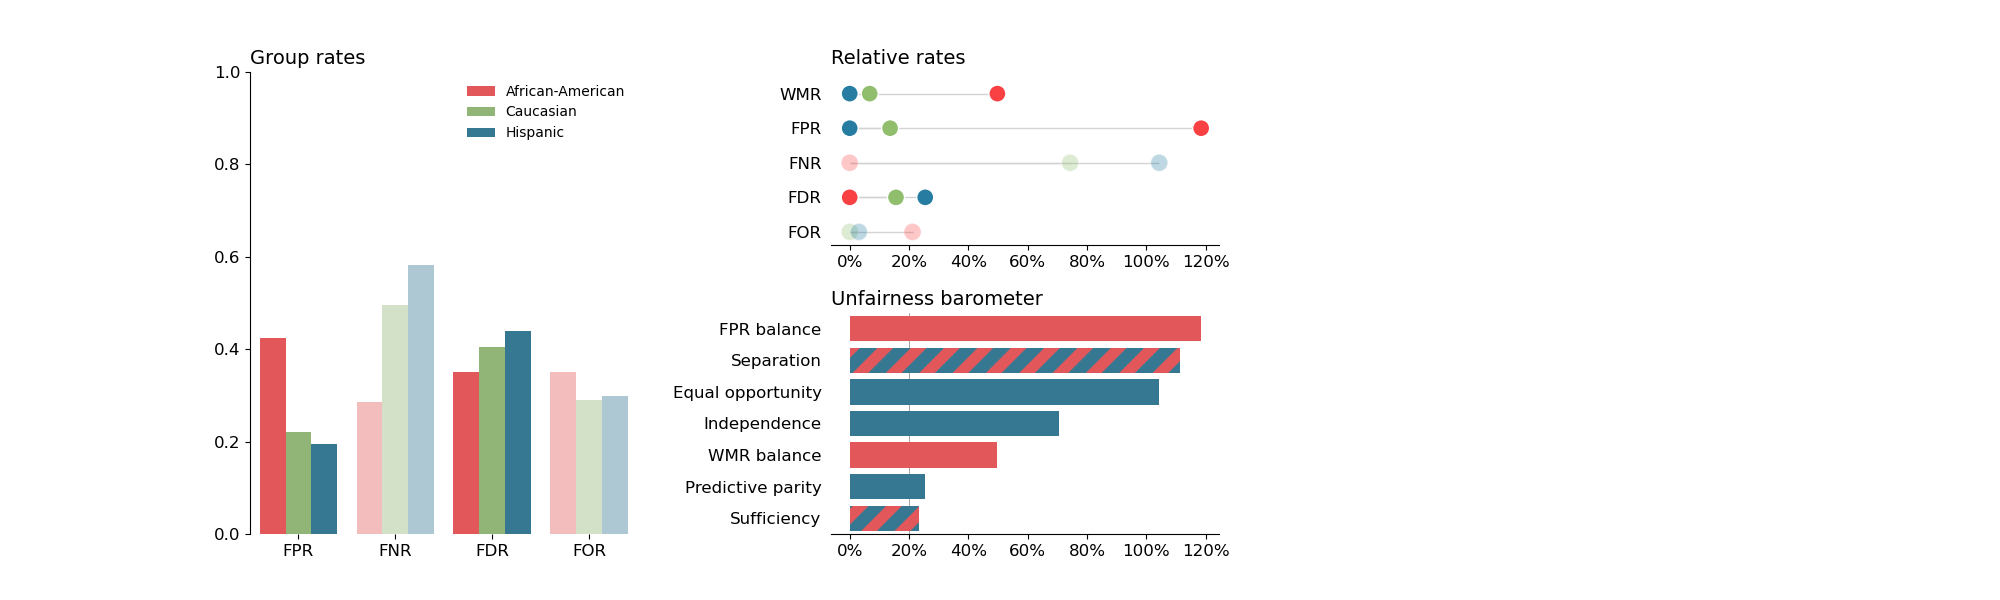 Group rates
1.0
0.8
0.6
0.4
0.2
0.0
African-American
Caucasian
Hispanic
FPR FNR FDR FOR
Relative rates
WMR
FPR
FNR
FDR
FOR
0% 20% 40% 60% 80% 100% 120%
Unfairness barometer
FPR balance
Separation
Equal opportunity
Independence
WMR balance
Predictive parity
Sufficiency
0% 20% 40% 60% 80% 100% 120%